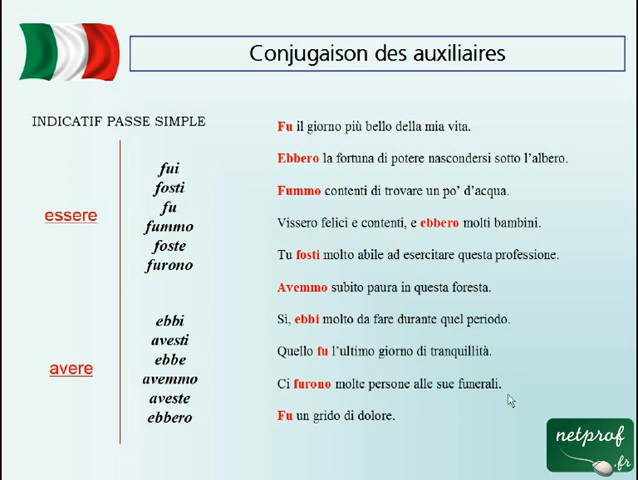 Conjugaison des auxiliaires
INDICATIF PASSE SIMPLE
essere
fui
fosti
fu
fummo
foste
furono
avere
ebbi
avesti
ebbe
avemmo
aveste
ebbero
Fu il giorno più bello della mia vita.
Ebbero la fortuna di potere nascondersi sotto l'albero.
Fummo contenti di trovare un po' d'acqua.
Vissero felici e contenti, e ebbero molti bambini.
Tu fosti molto abile ad esercitare questa professione.
Avemmo subito paura in questa foresta.
Sì, ebbi molto da fare durante quel periodo.
Quello fu l'ultimo giorno di tranquillità.
Ci furono molte persone alle sue funerali.
Fu un grido di dolore.
netprof
.fr